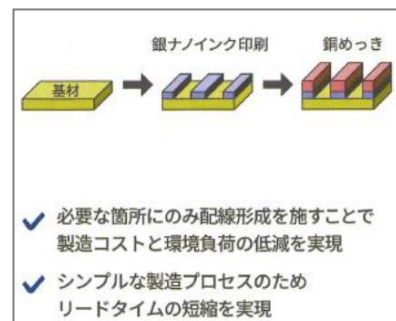 銀ナノインク印刷
銅めっき
基材
必要な箇所にのみ配線形成を施すことで
製造コストと環境負荷の低減を実現
シンプルな製造プロセスのため
リードタイムの短縮を実現